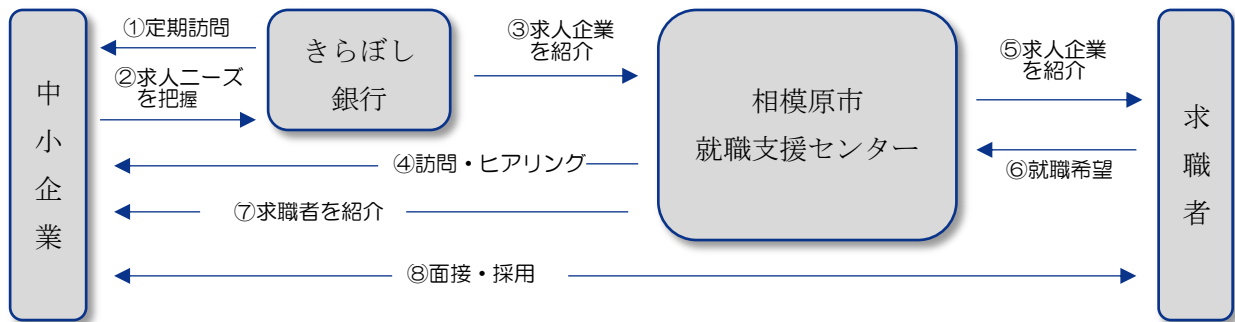 中小企業
①定期訪問
②求人ニーズ
を把握
きらぼし
銀行
③求人企業
を紹介
④訪問・ヒアリング
⑦求職者を紹介
⑧面接・採用
相模原市
就職支援センター
⑤求人企業
を紹介
⑥就職希望
求職者